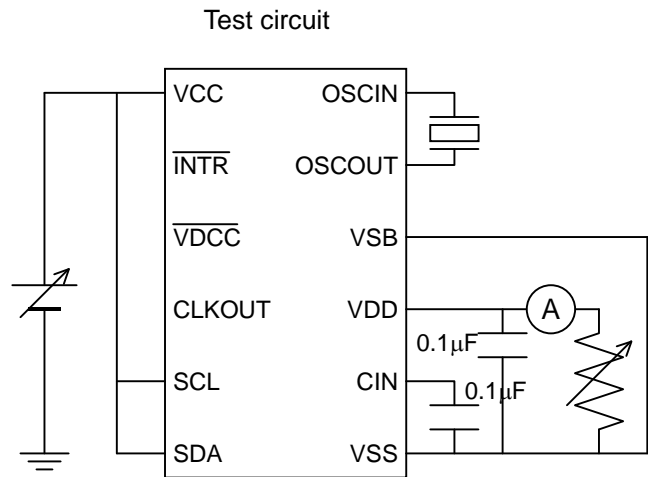 Test circuit
VCC OSCIN
INTR OSCOUT
VDCC VSB
CLKOUT VDD A
0.1μF
SCL CIN 0.1μF
SDA VSS